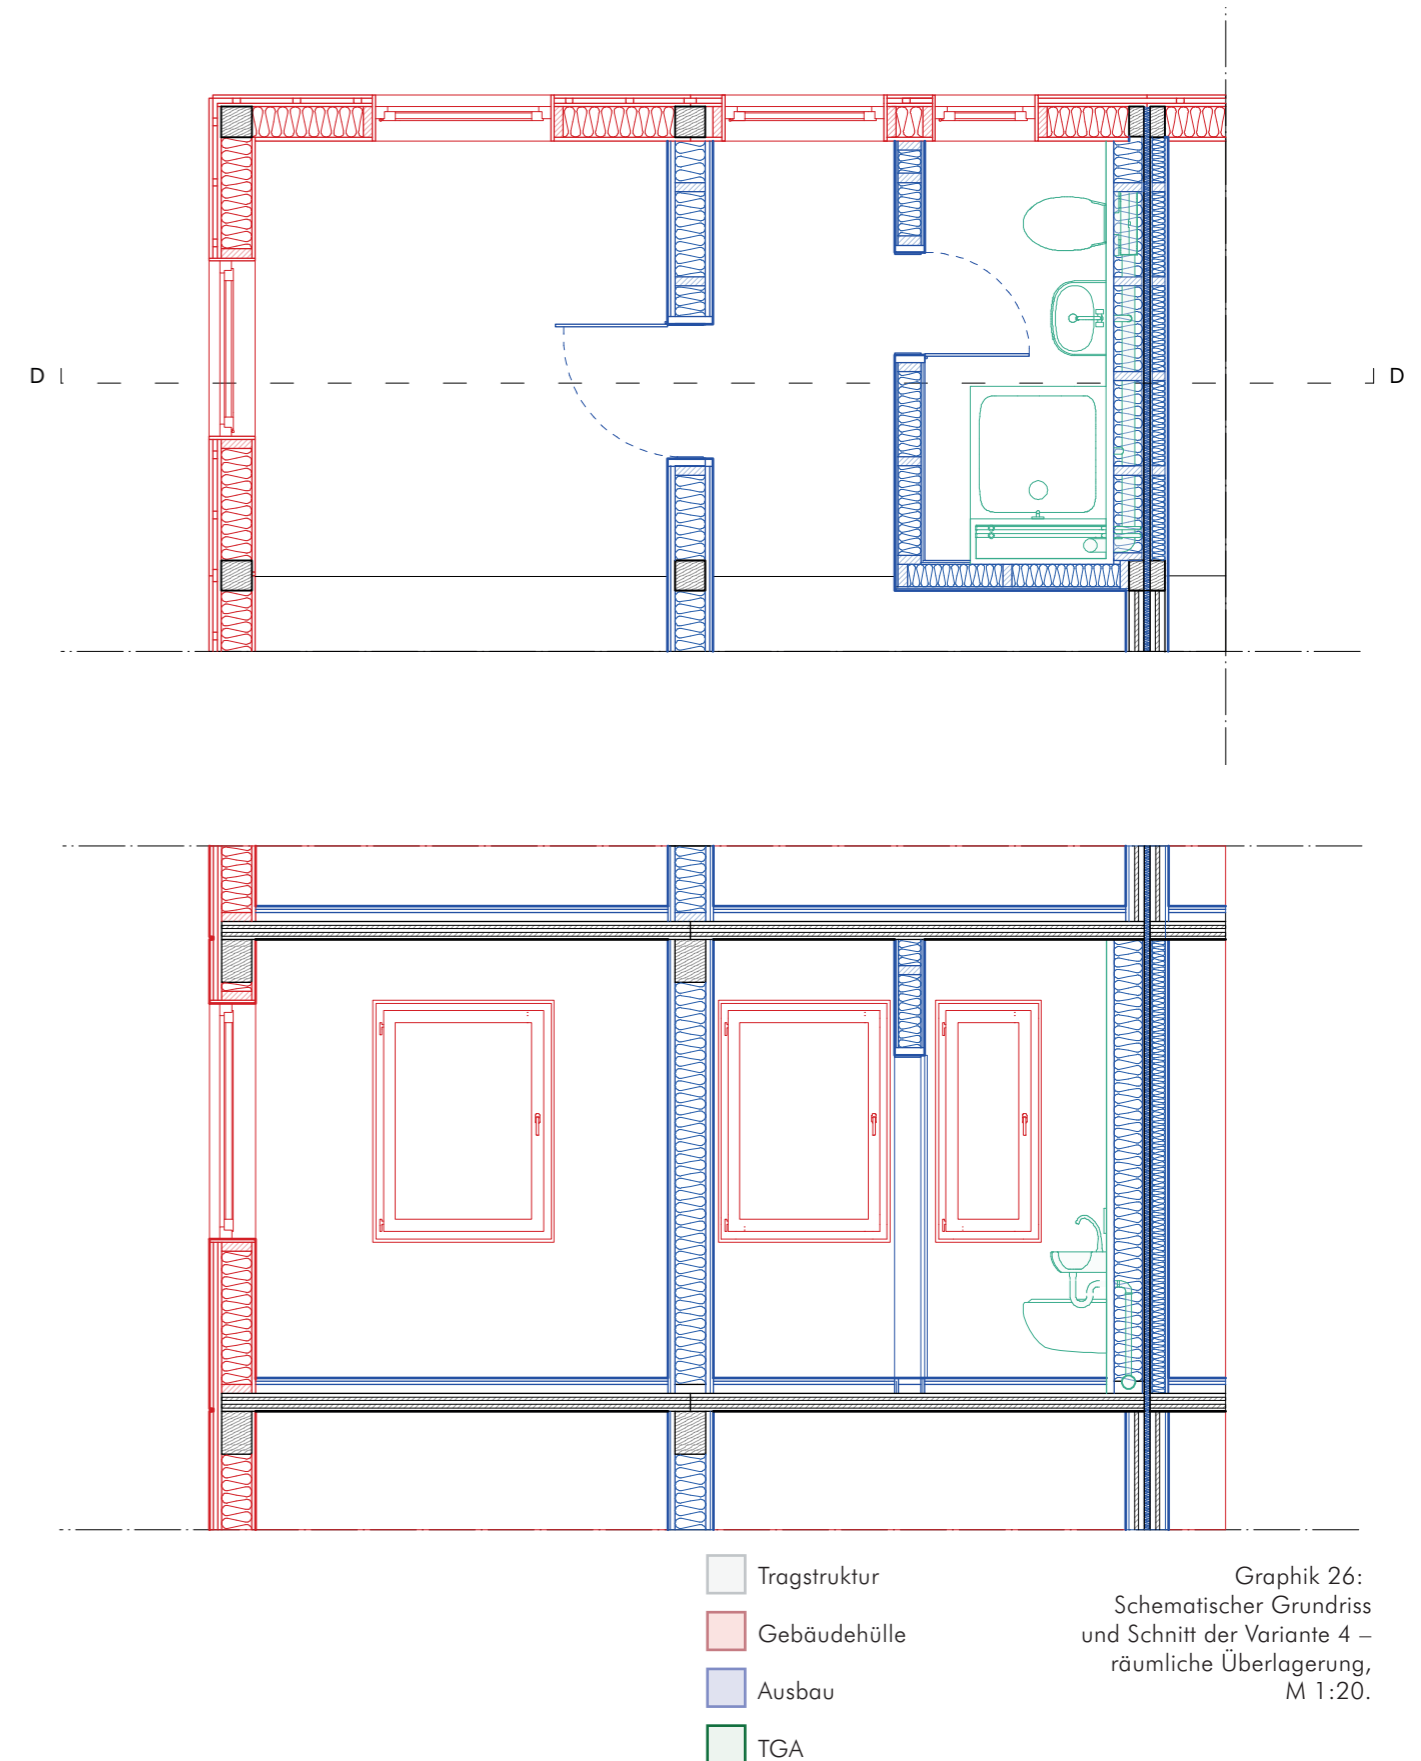 D D
Tragstruktur
Gebäudehülle
Ausbau
TGA
Graphik 26:
Schematischer Grundriss
und Schnitt der Variante 4 –
räumliche Überlagerung,
M 1:20.